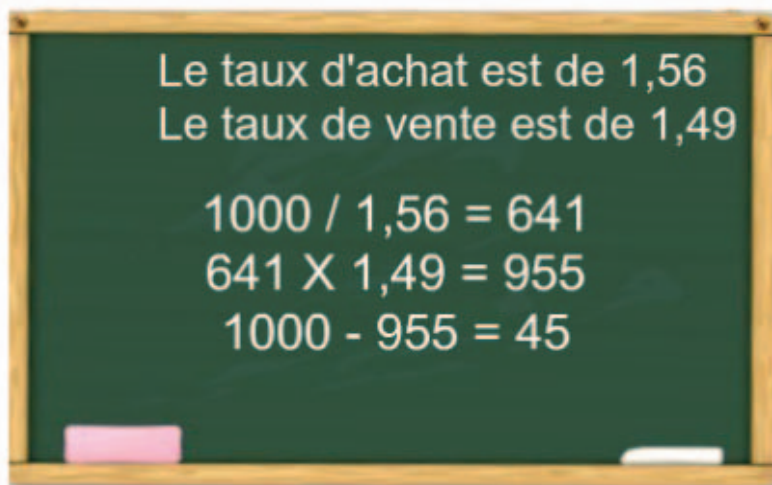 Le taux d'achat est de 1,56
Le taux de vente est de 1,49
1000 / 1,56 = 641
641 X 1,49 = 955
1000 - 955 = 45